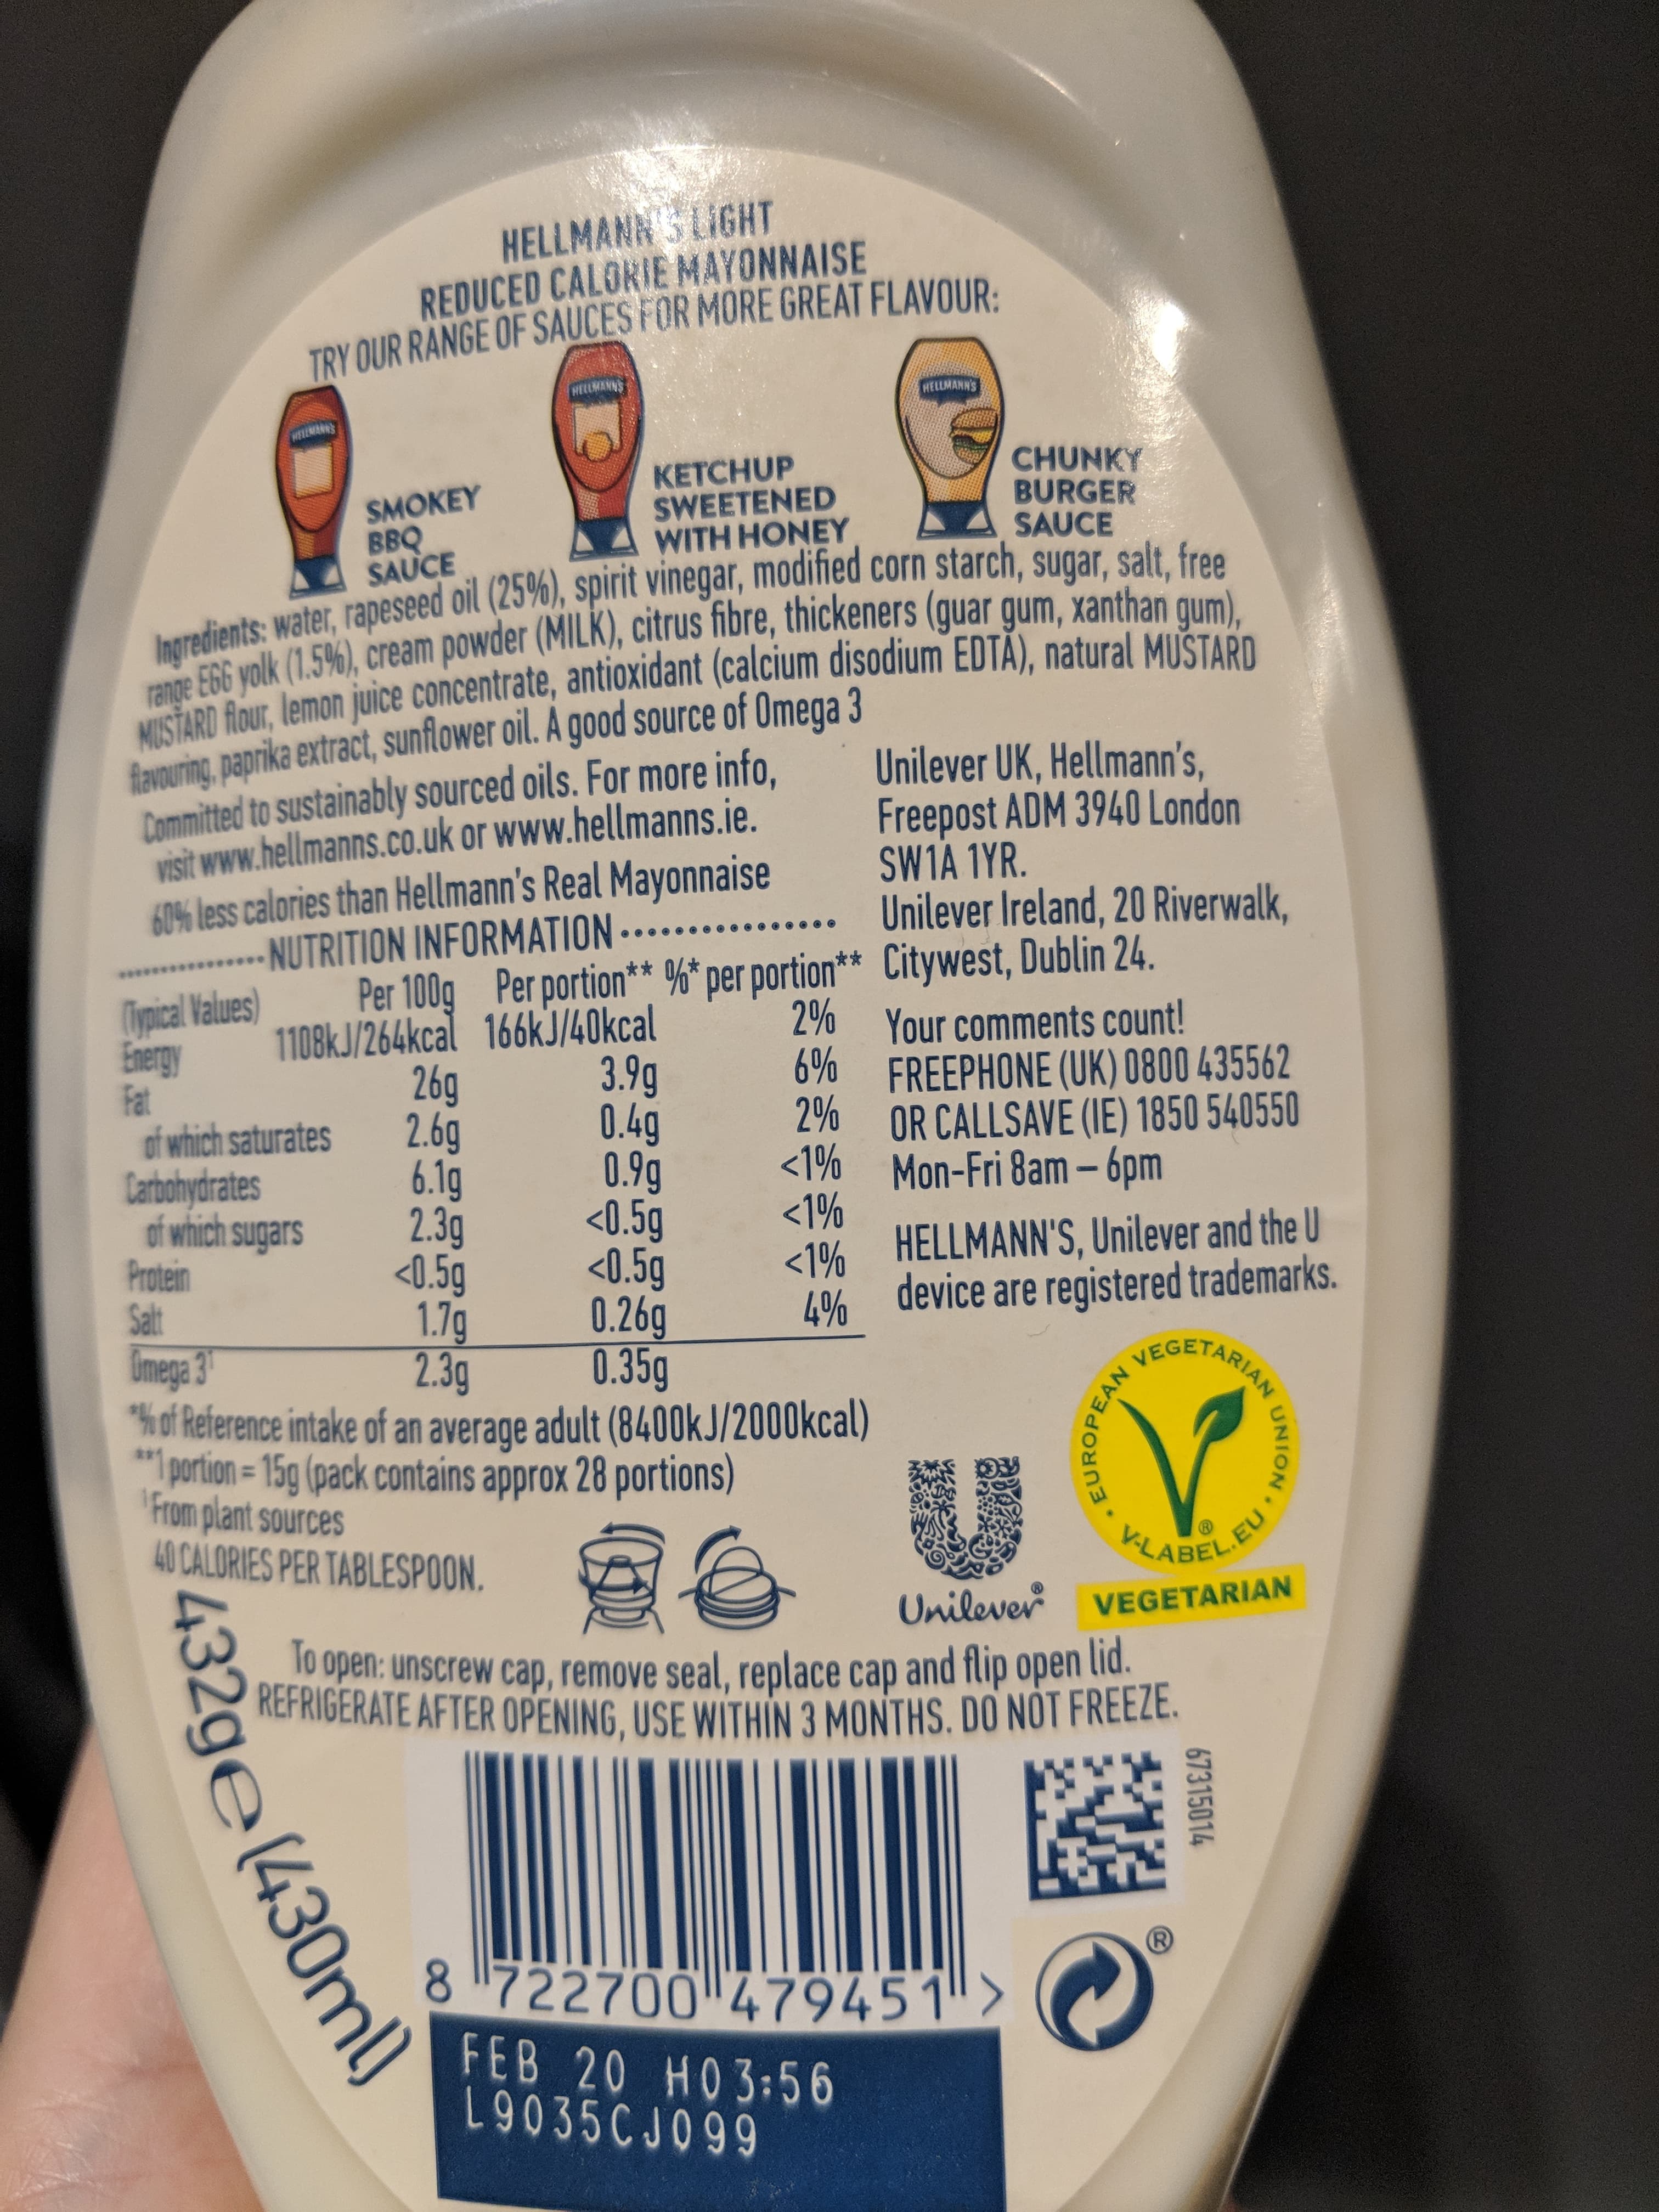 HELLMANN'S LIGHT
REDUCED CALORIE MAYONNAISE
TRY OUR RANGE OF SAUCES FOR MORE GREAT FLAVOUR:
HELLMANN'S
SMOKEY
BBQ
SAUCE
HELLMANN'S
KETCHUP
SWEETENED
WITH HONEY
HELLMANN'S
CHUNKY
BURGER
SAUCE
Ingredients: water, rapeseed oil (25%), spirit vinegar, modified corn starch, sugar, salt, free
range EGG yolk (1.5%), cream powder (MILK), citrus fibre, thickeners (guar gum, xanthan gum),
MUSTARD flour, lemon juice concentrate, antioxidant (calcium disodium EDTA), natural MUSTARD
flavouring, paprika extract, sunflower oil. A good source of Omega 3
Committed to sustainably sourced oils. For more info,
visit www.hellmanns.co.uk or www.hellmanns.ie.
60% less calories than Hellmann's Real Mayonnaise
NUTRITION INFORMATION
(Typical Values) Per 100g Per portion** %* per portion**
Energy 1108kJ/264kcal 166kJ/40kcal 2%
Fat 26g 3.9g 6%
of which saturates 2.6g 0.4g 2%
Carbohydrates 6.1g 0.9g <1%
of which sugars 2.3g <0.5g <1%
Protein <0.5g <0.5g <1%
Salt 1.7g 0.26g 4%
Omega 3¹ 2.3g 0.35g
*% of Reference intake of an average adult (8400kJ/2000kcal)
**1 portion = 15g (pack contains approx 28 portions)
¹From plant sources
40 CALORIES PER TABLESPOON.
Unilever UK, Hellmann's,
Freepost ADM 3940 London
SW1A 1YR.
Unilever Ireland, 20 Riverwalk,
Citywest, Dublin 24.
Your comments count!
FREEPHONE (UK) 0800 435562
OR CALLSAVE (IE) 1850 540550
Mon-Fri 8am – 6pm
HELLMANN'S, Unilever and the U
device are registered trademarks.
Unilever®
• EUROPEAN VEGETARIAN UNION •
V-LABEL.EU
®
VEGETARIAN
To open: unscrew cap, remove seal, replace cap and flip open lid.
REFRIGERATE AFTER OPENING, USE WITHIN 3 MONTHS. DO NOT FREEZE.
432g e (430ml)
67315014
®
8 722700 479451 >
FEB 20 H03:56
L9035CJ099